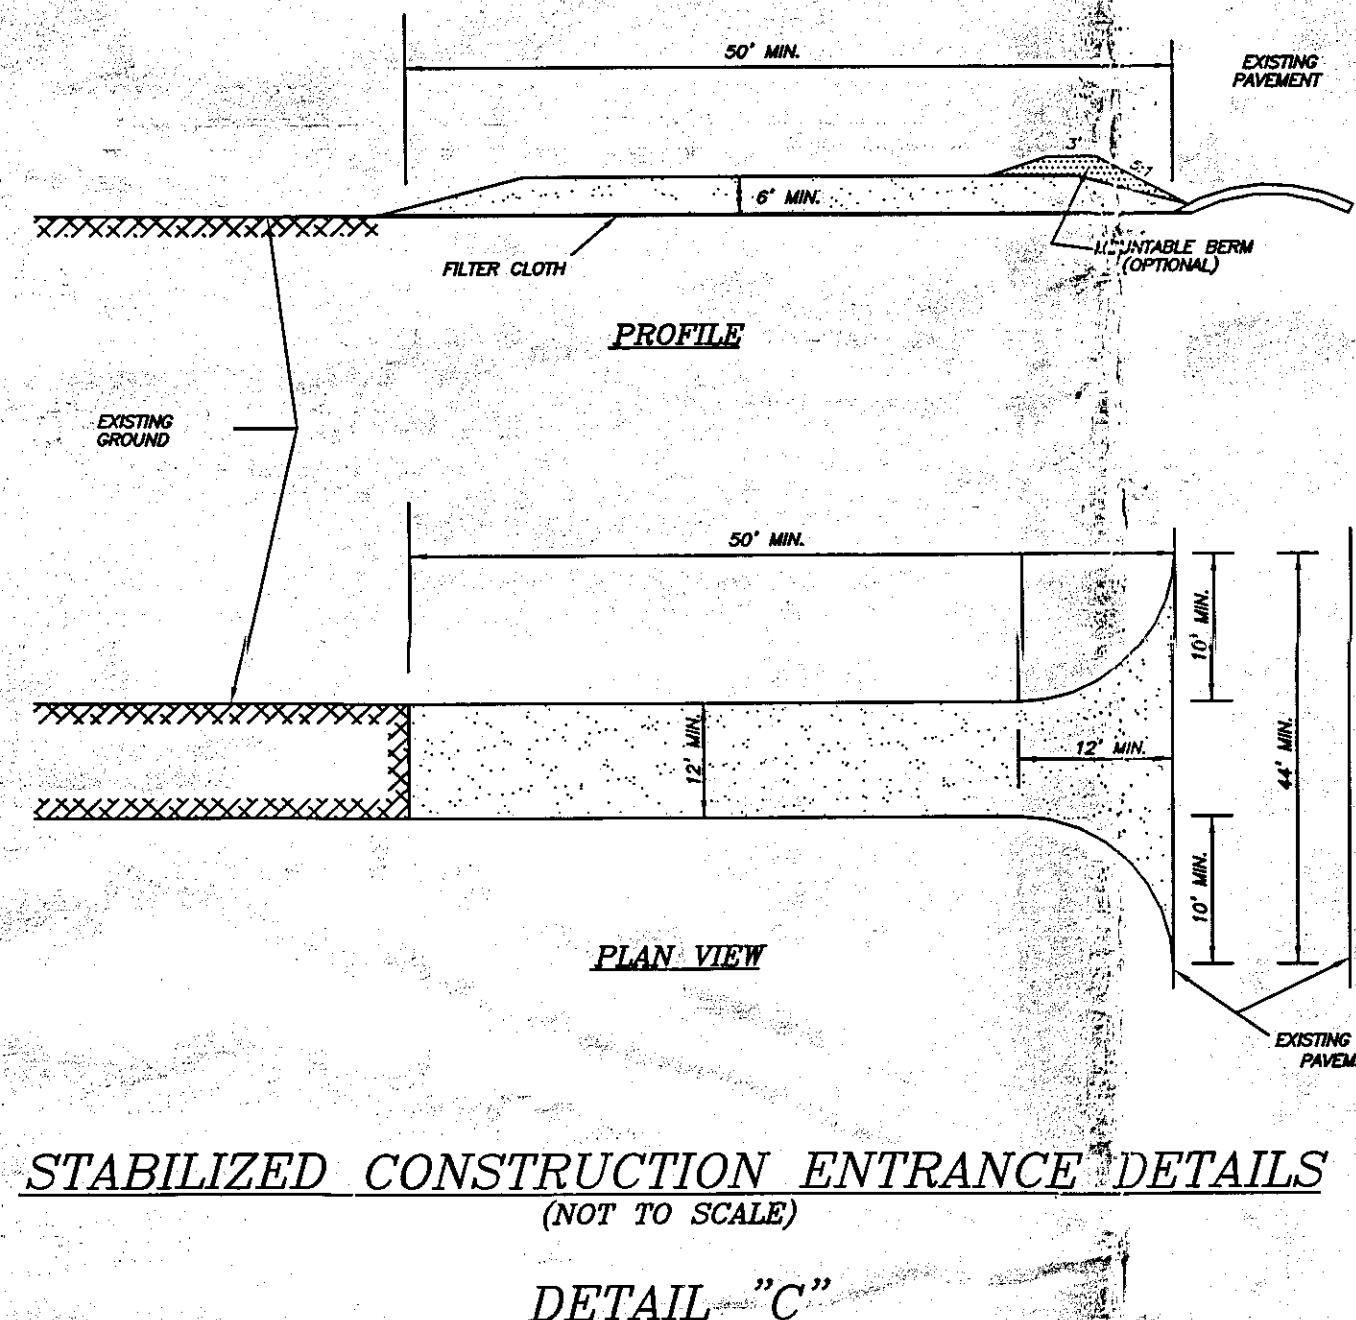 50' MIN.
EXISTING
PAVEMENT
3'
5:1
6' MIN.
FILTER CLOTH
BERM
(OPTIONAL)
PROFILE
EXISTING
GROUND
50' MIN.
10' MIN.
12' MIN.
12' MIN.
44' MIN.
10' MIN.
PLAN VIEW
EXISTING
PAVEM
STABILIZED CONSTRUCTION ENTRANCE DETAILS
(NOT TO SCALE)
DETAIL "C"